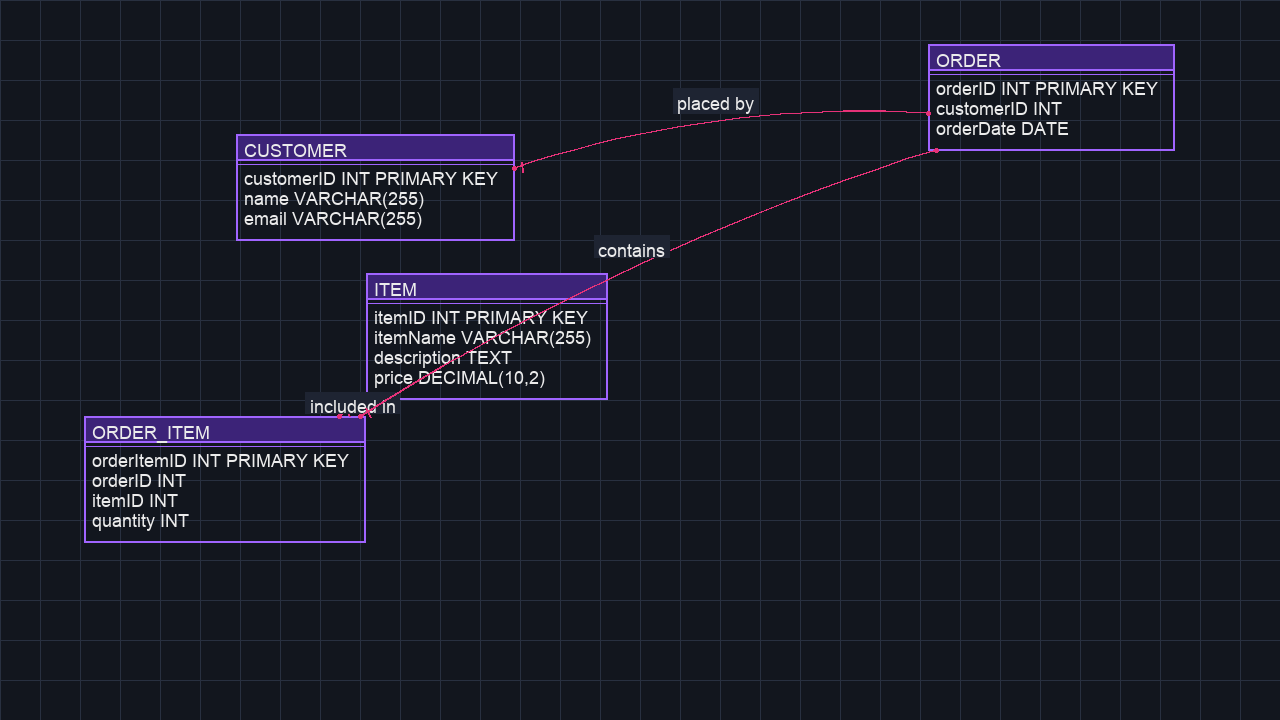 ORDER
orderID INT PRIMARY KEY
customerID INT
orderDate DATE
placed by
CUSTOMER
customerID INT PRIMARY KEY
name VARCHAR(255)
email VARCHAR(255)
contains
ITEM
itemID INT PRIMARY KEY
itemName VARCHAR(255)
description TEXT
price DECIMAL(10,2)
included in
ORDER_ITEM
orderItemID INT PRIMARY KEY
orderID INT
itemID INT
quantity INT